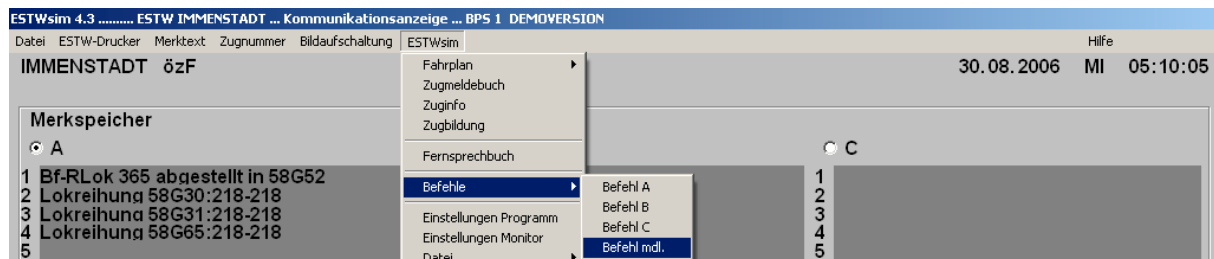 ESTWsim 4.3 ......... ESTW IMMENSTADT ... Kommunikationsanzeige ... BPS 1 DEMOVERSION
Datei ESTW-Drucker Merktext Zugnummer Bildaufschaltung ESTWsim Hilfe
IMMENSTADT özF 30.08.2006 MI 05:10:05
Fahrplan
Zugmeldebuch
Zuginfo
Zugbildung
Fernsprechbuch
Befehle
Einstellungen Programm
Einstellungen Monitor
Datei
Befehl A
Befehl B
Befehl C
Befehl mdl.
Merkspeicher
A
1 Bf-RLok 365 abgestellt in 58G52
2 Lokreihung 58G30:218-218
3 Lokreihung 58G31:218-218
4 Lokreihung 58G65:218-218
5
C
1
2
3
4
5